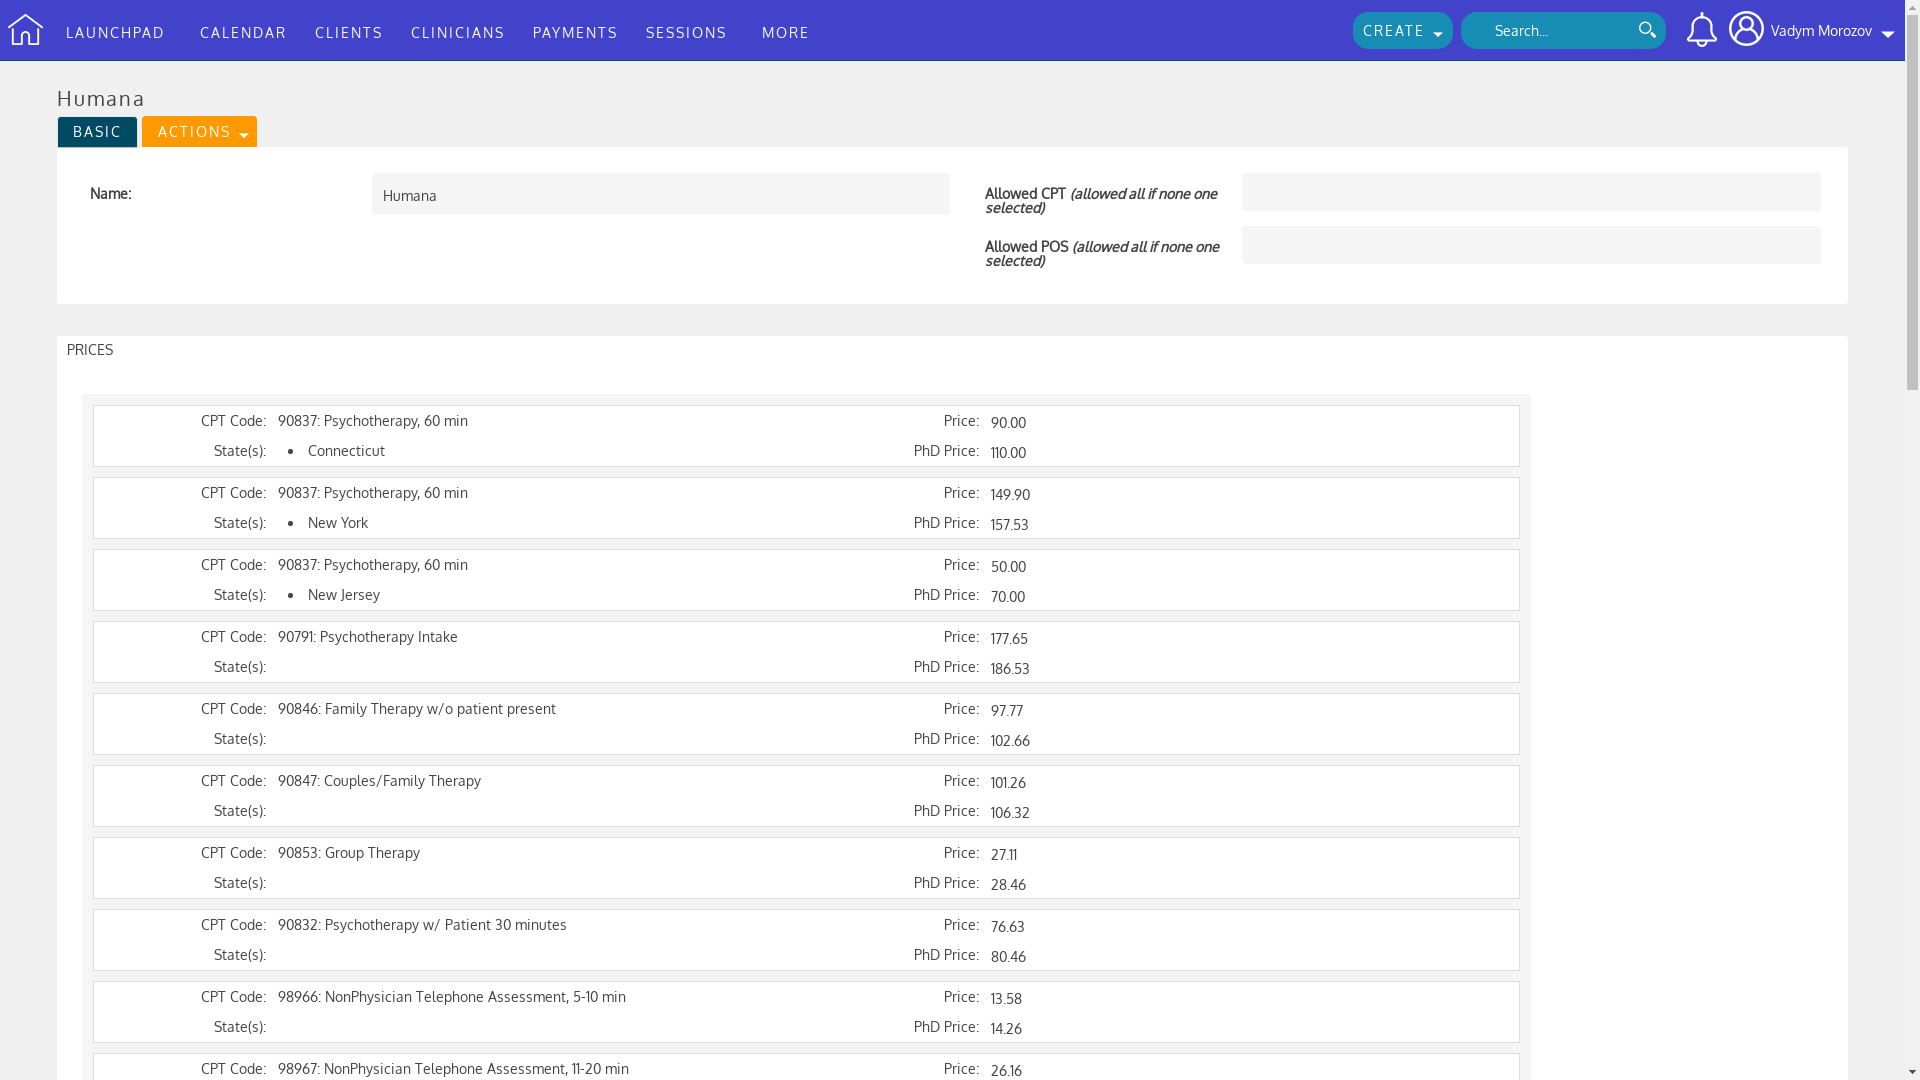 LAUNCHPAD CALENDAR CLIENTS CLINICIANS PAYMENTS SESSIONS MORE CREATE Search... Vadym Morozov
Humana
BASIC ACTIONS
Name: Humana
Allowed CPT (allowed all if none one selected)
Allowed POS (allowed all if none one selected)
PRICES
CPT Code: 90837: Psychotherapy, 60 min Price: 90.00
State(s): • Connecticut PhD Price: 110.00
CPT Code: 90837: Psychotherapy, 60 min Price: 149.90
State(s): • New York PhD Price: 157.53
CPT Code: 90837: Psychotherapy, 60 min Price: 50.00
State(s): • New Jersey PhD Price: 70.00
CPT Code: 90791: Psychotherapy Intake Price: 177.65
State(s): PhD Price: 186.53
CPT Code: 90846: Family Therapy w/o patient present Price: 97.77
State(s): PhD Price: 102.66
CPT Code: 90847: Couples/Family Therapy Price: 101.26
State(s): PhD Price: 106.32
CPT Code: 90853: Group Therapy Price: 27.11
State(s): PhD Price: 28.46
CPT Code: 90832: Psychotherapy w/ Patient 30 minutes Price: 76.63
State(s): PhD Price: 80.46
CPT Code: 98966: NonPhysician Telephone Assessment, 5-10 min Price: 13.58
State(s): PhD Price: 14.26
CPT Code: 98967: NonPhysician Telephone Assessment, 11-20 min Price: 26.16